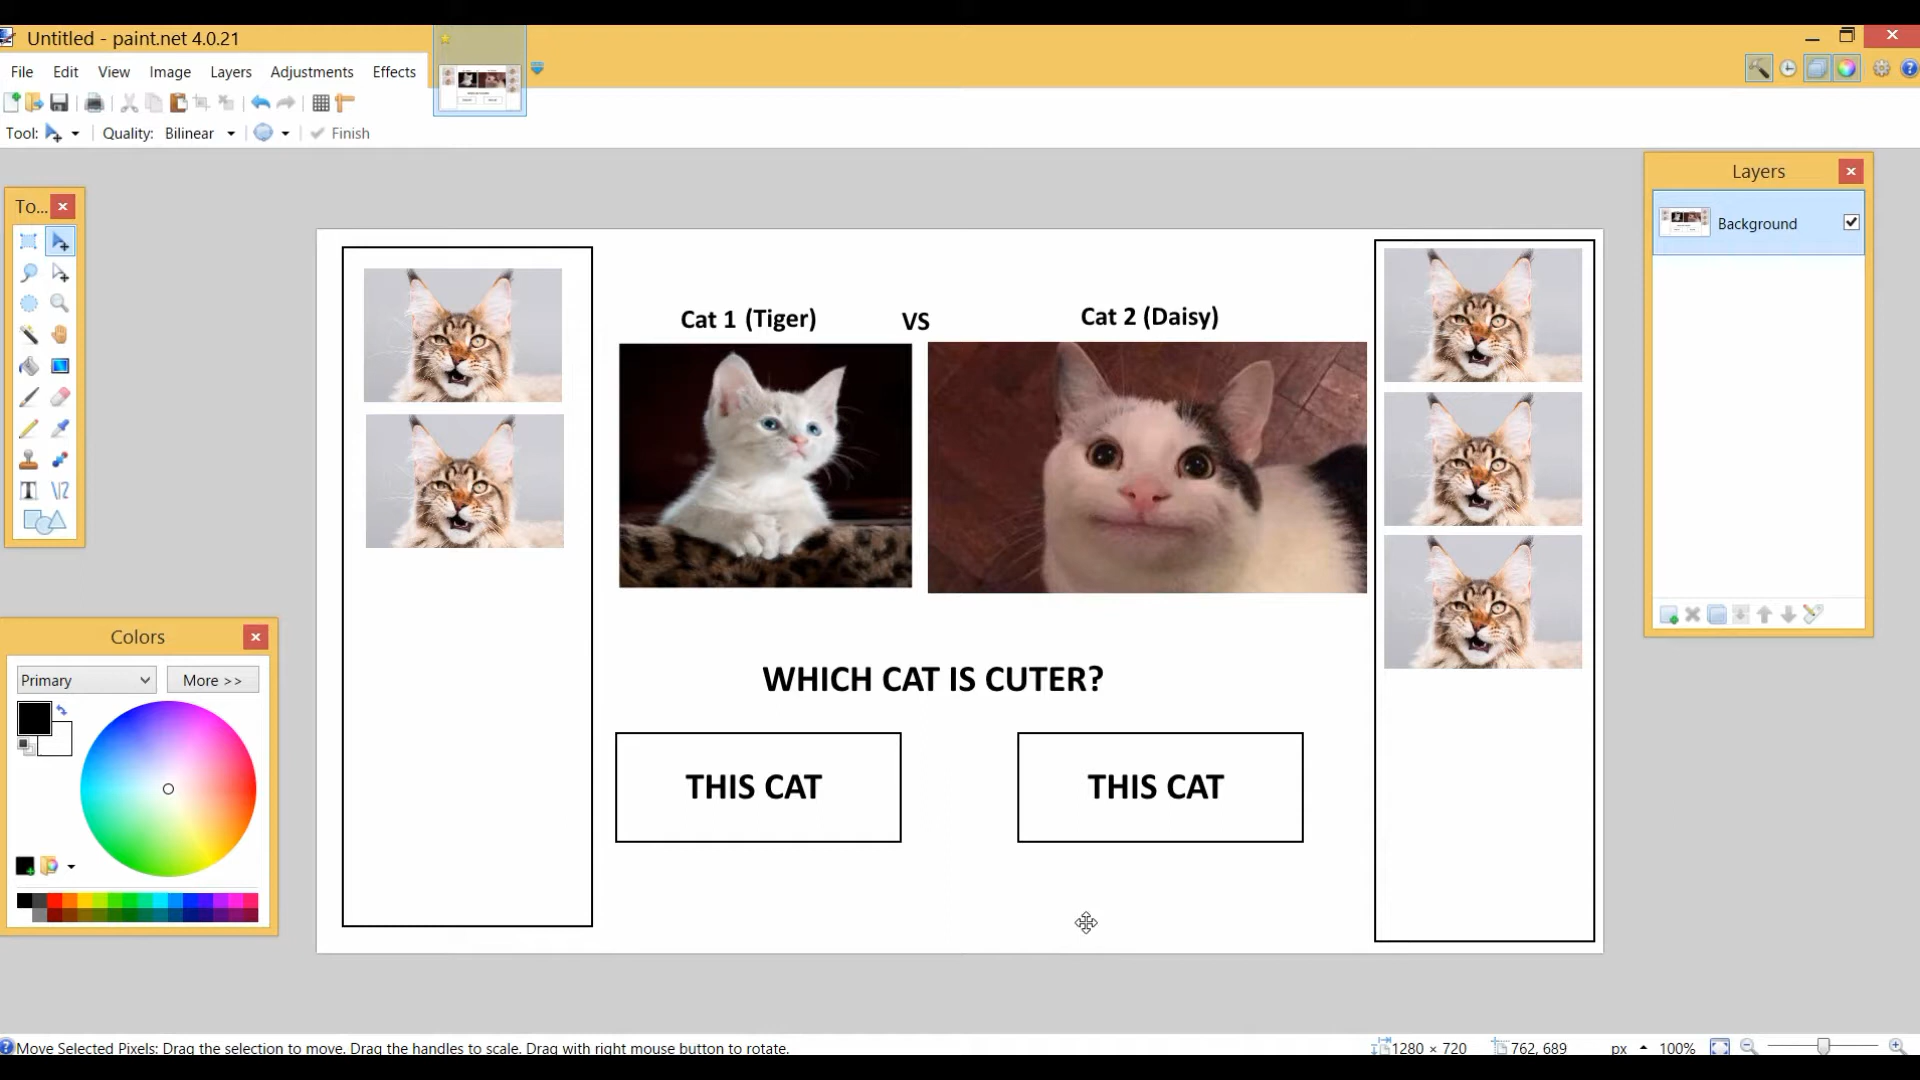 Untitled - paint.net 4.0.21
File Edit View Image Layers Adjustments Effects
Tool: Quality: Bilinear Finish
To...
Layers
Background
Cat 1 (Tiger) VS Cat 2 (Daisy)
WHICH CAT IS CUTER?
THIS CAT THIS CAT
Colors
Primary More >>
Move Selected Pixels: Drag the selection to move. Drag the handles to scale. Drag with right mouse button to rotate. 1280 × 720 762, 689 px 100%